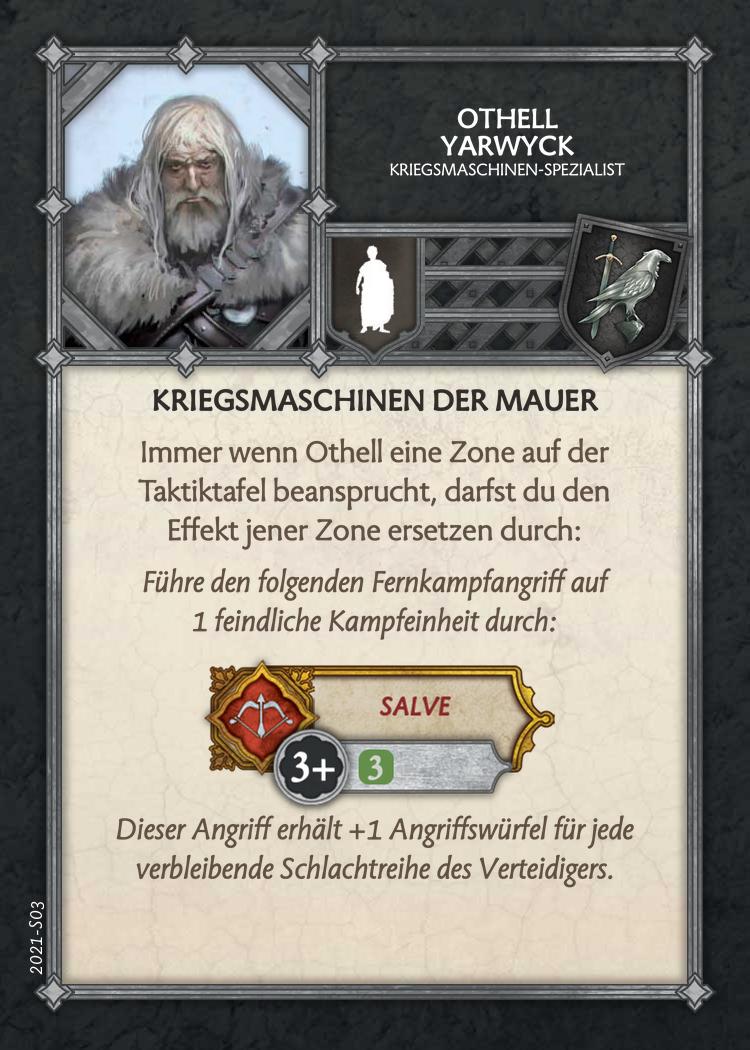 OTHELL
YARWYCK
KRIEGSMASCHINEN-SPEZIALIST
KRIEGSMASCHINEN DER MAUER
Immer wenn Othell eine Zone auf der
Taktiktafel beansprucht, darfst du den
Effekt jener Zone ersetzen durch:
Führe den folgenden Fernkampfangriff auf
1 feindliche Kampfeinheit durch:
SALVE
3+ 3
Dieser Angriff erhält +1 Angriffswürfel für jede
verbleibende Schlachtreihe des Verteidigers.
2021-S03